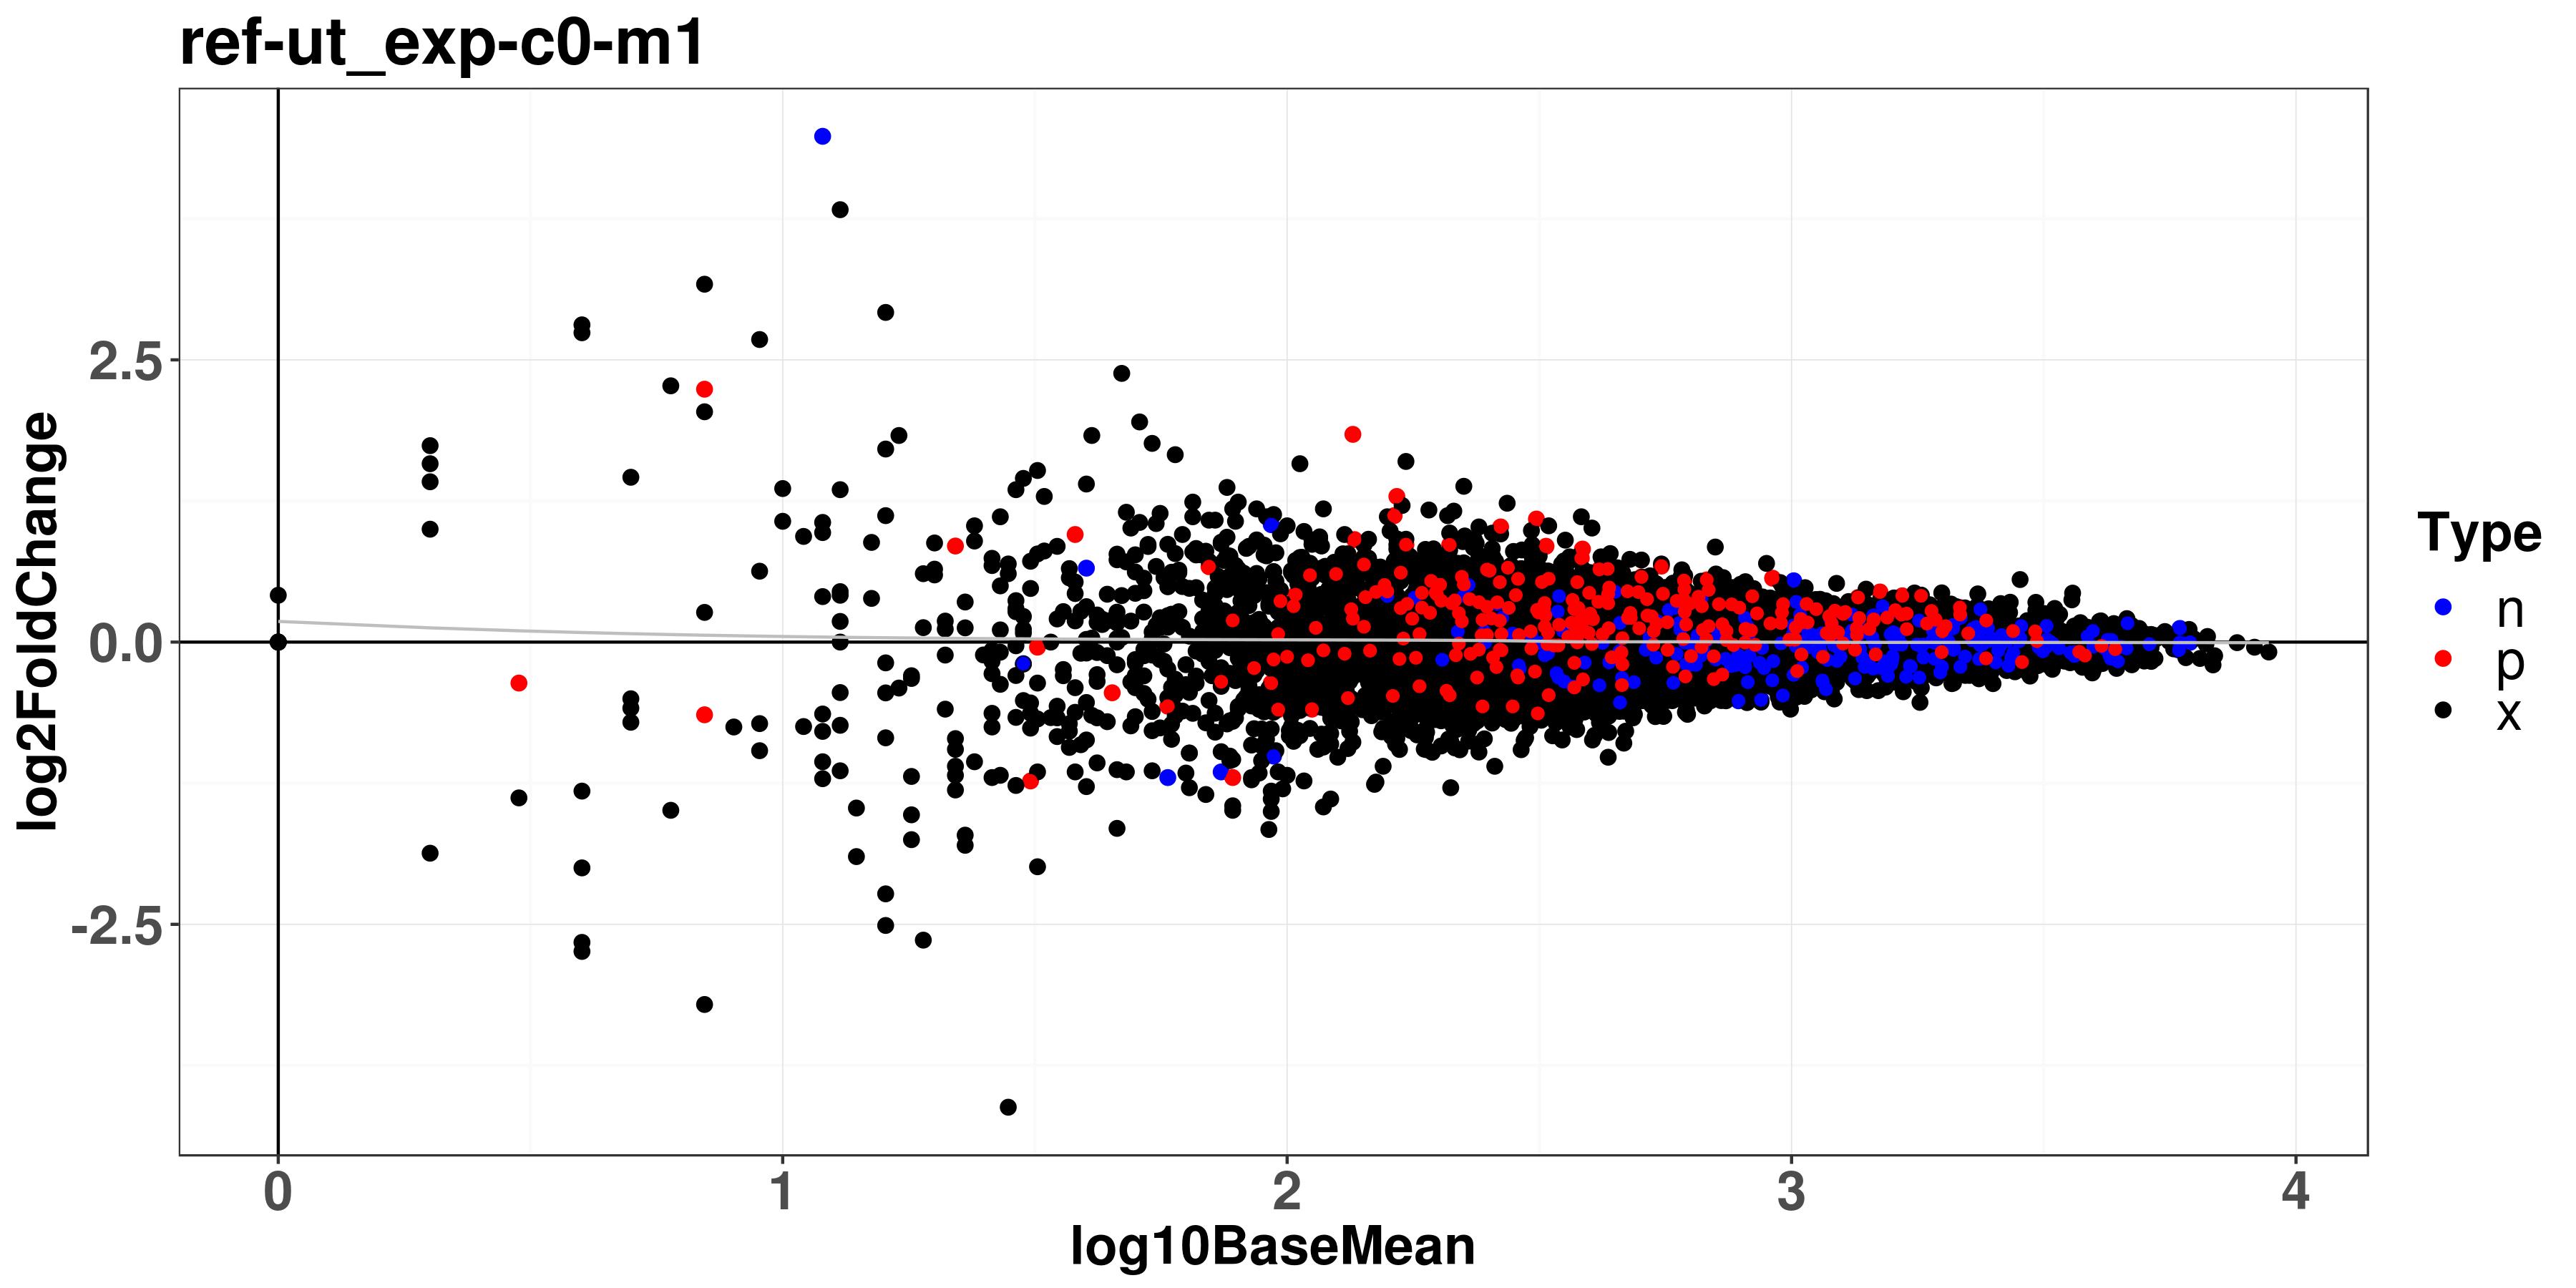 ref-ut_exp-c0-m1
log2FoldChange
2.5
0.0
-2.5
0 1 2 3 4
log10BaseMean
Type
n
p
x